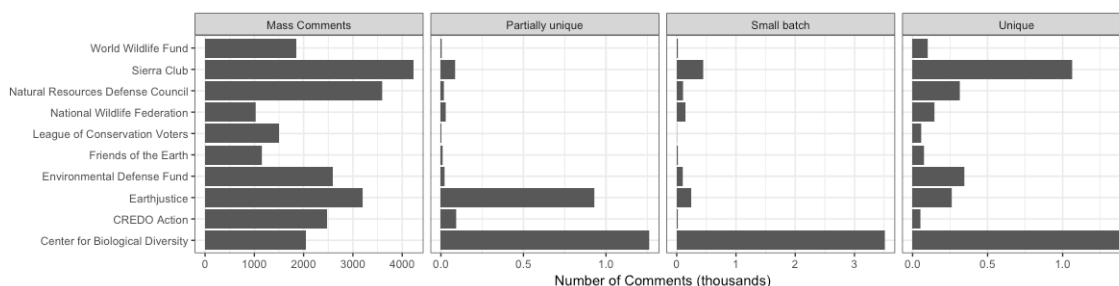 Mass Comments Partially unique Small batch Unique
World Wildlife Fund
Sierra Club
Natural Resources Defense Council
National Wildlife Federation
League of Conservation Voters
Friends of the Earth
Environmental Defense Fund
Earthjustice
CREDO Action
Center for Biological Diversity
0 1000 2000 3000 4000 0.0 0.5 1.0 0 1 2 3 0.0 0.5 1.0
Number of Comments (thousands)